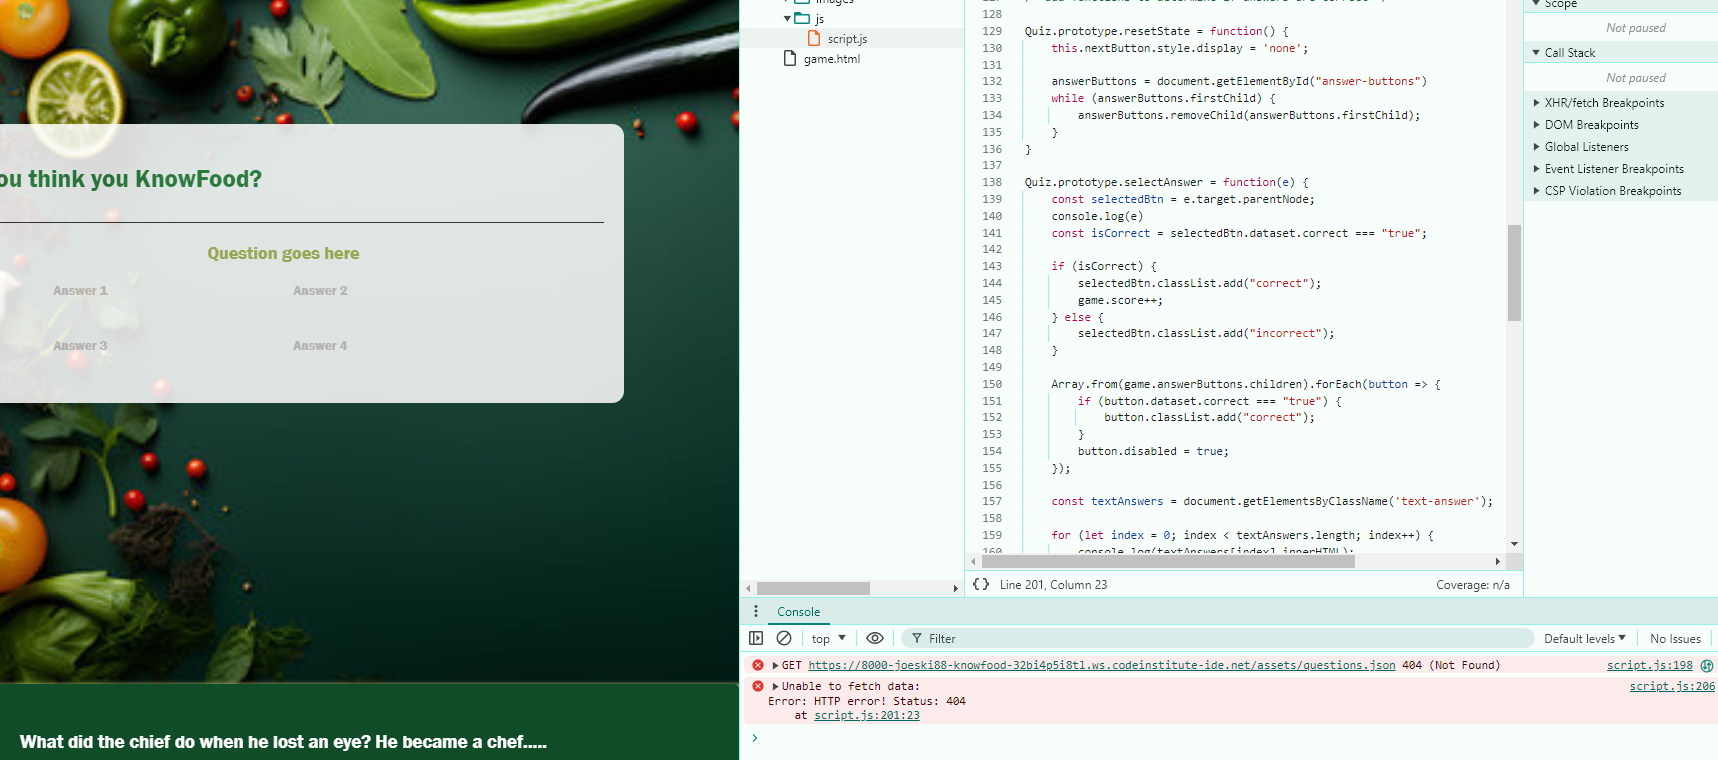 ou think you KnowFood?
Question goes here
Answer 1
Answer 2
Answer 3
Answer 4
What did the chief do when he lost an eye? He became a chef.....
images
js
script.js
game.html
128
129 Quiz.prototype.resetState = function() {
130 this.nextButton.style.display = 'none';
131
132 answerButtons = document.getElementById("answer-buttons")
133 while (answerButtons.firstChild) {
134 answerButtons.removeChild(answerButtons.firstChild);
135 }
136 }
137
138 Quiz.prototype.selectAnswer = function(e) {
139 const selectedBtn = e.target.parentNode;
140 console.log(e)
141 const isCorrect = selectedBtn.dataset.correct === "true";
142
143 if (isCorrect) {
144 selectedBtn.classList.add("correct");
145 game.score++;
146 } else {
147 selectedBtn.classList.add("incorrect");
148 }
149
150 Array.from(game.answerButtons.children).forEach(button => {
151 if (button.dataset.correct === "true") {
152 button.classList.add("correct");
153 }
154 button.disabled = true;
155 });
156
157 const textAnswers = document.getElementsByClassName('text-answer');
158
159 for (let index = 0; index < textAnswers.length; index++) {
160 console.log(textAnswers[index].innerHTML);
{} Line 201, Column 23
Coverage: n/a
Scope
Not paused
Call Stack
Not paused
XHR/fetch Breakpoints
DOM Breakpoints
Global Listeners
Event Listener Breakpoints
CSP Violation Breakpoints
Console
top
Filter
Default levels
No Issues
GET https://8000-joeski88-knowfood-32bi4p5i8tl.ws.codeinstitute-ide.net/assets/questions.json 404 (Not Found)
script.js:198
Unable to fetch data:
script.js:206
Error: HTTP error! Status: 404
at script.js:201:23